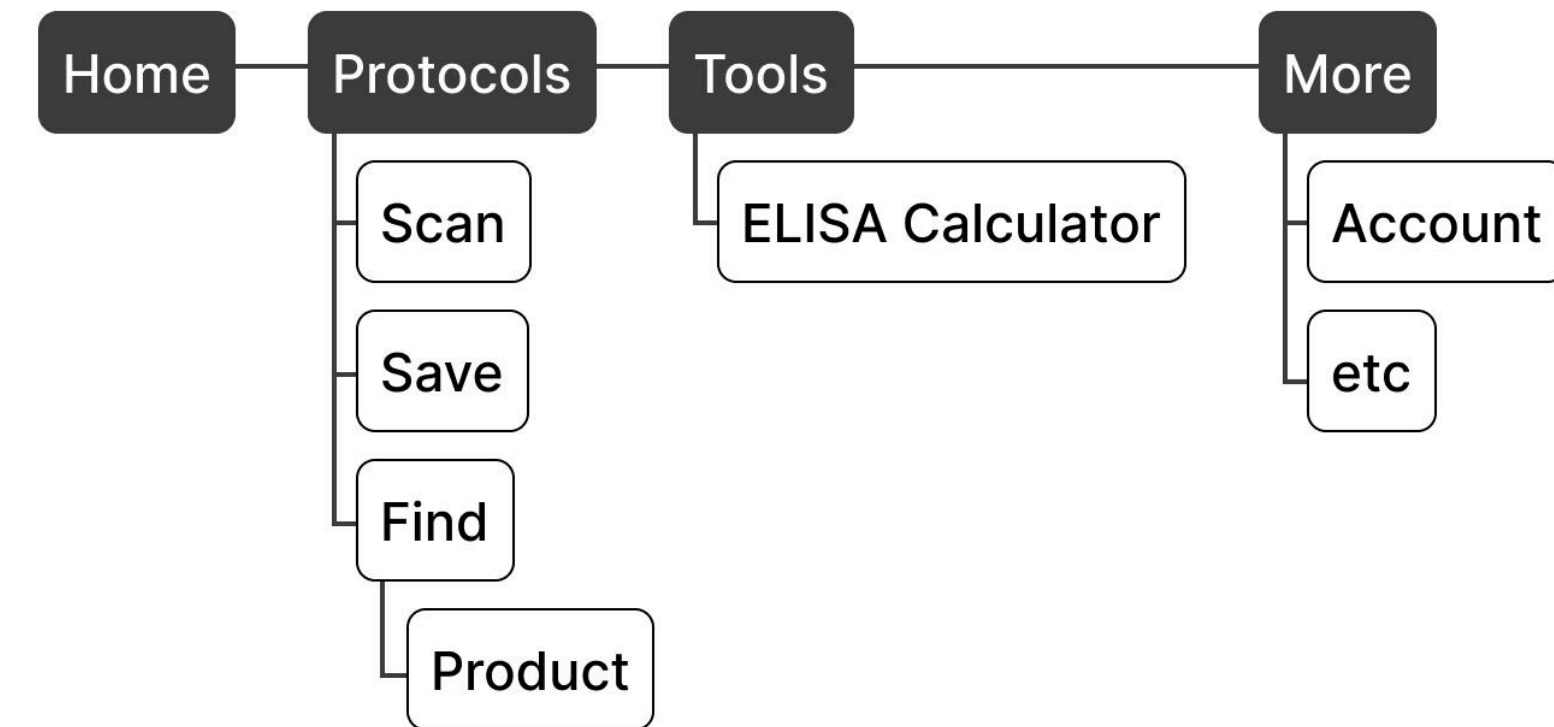 Home
Protocols
Tools
More
Scan
ELISA Calculator
Account
Save
etc
Find
Product